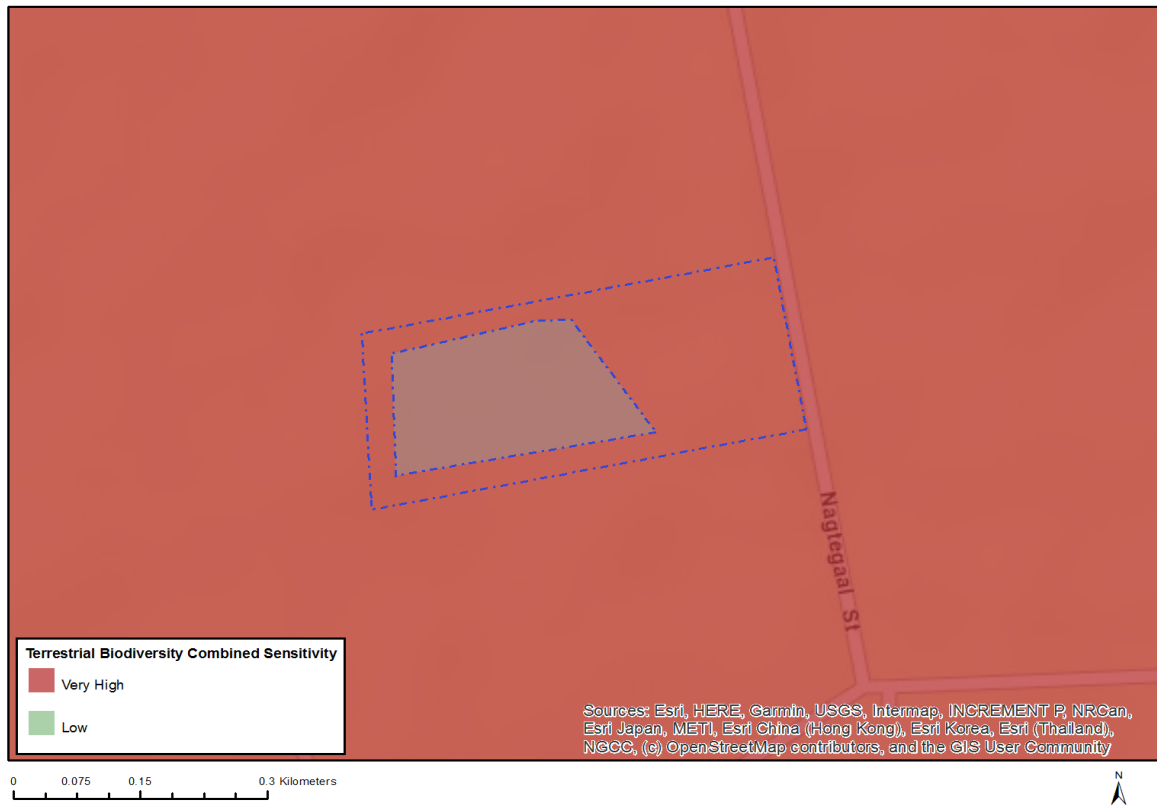 Nagtegaal St
Terrestrial Biodiversity Combined Sensitivity
Very High
Low
Sources: Esri, HERE, Garmin, USGS, Intermap, INCREMENT P, NRCan,
Esri Japan, METI, Esri China (Hong Kong), Esri Korea, Esri (Thailand),
NGCC, (c) OpenStreetMap contributors, and the GIS User Community
0 0.075 0.15 0.3 Kilometers
N